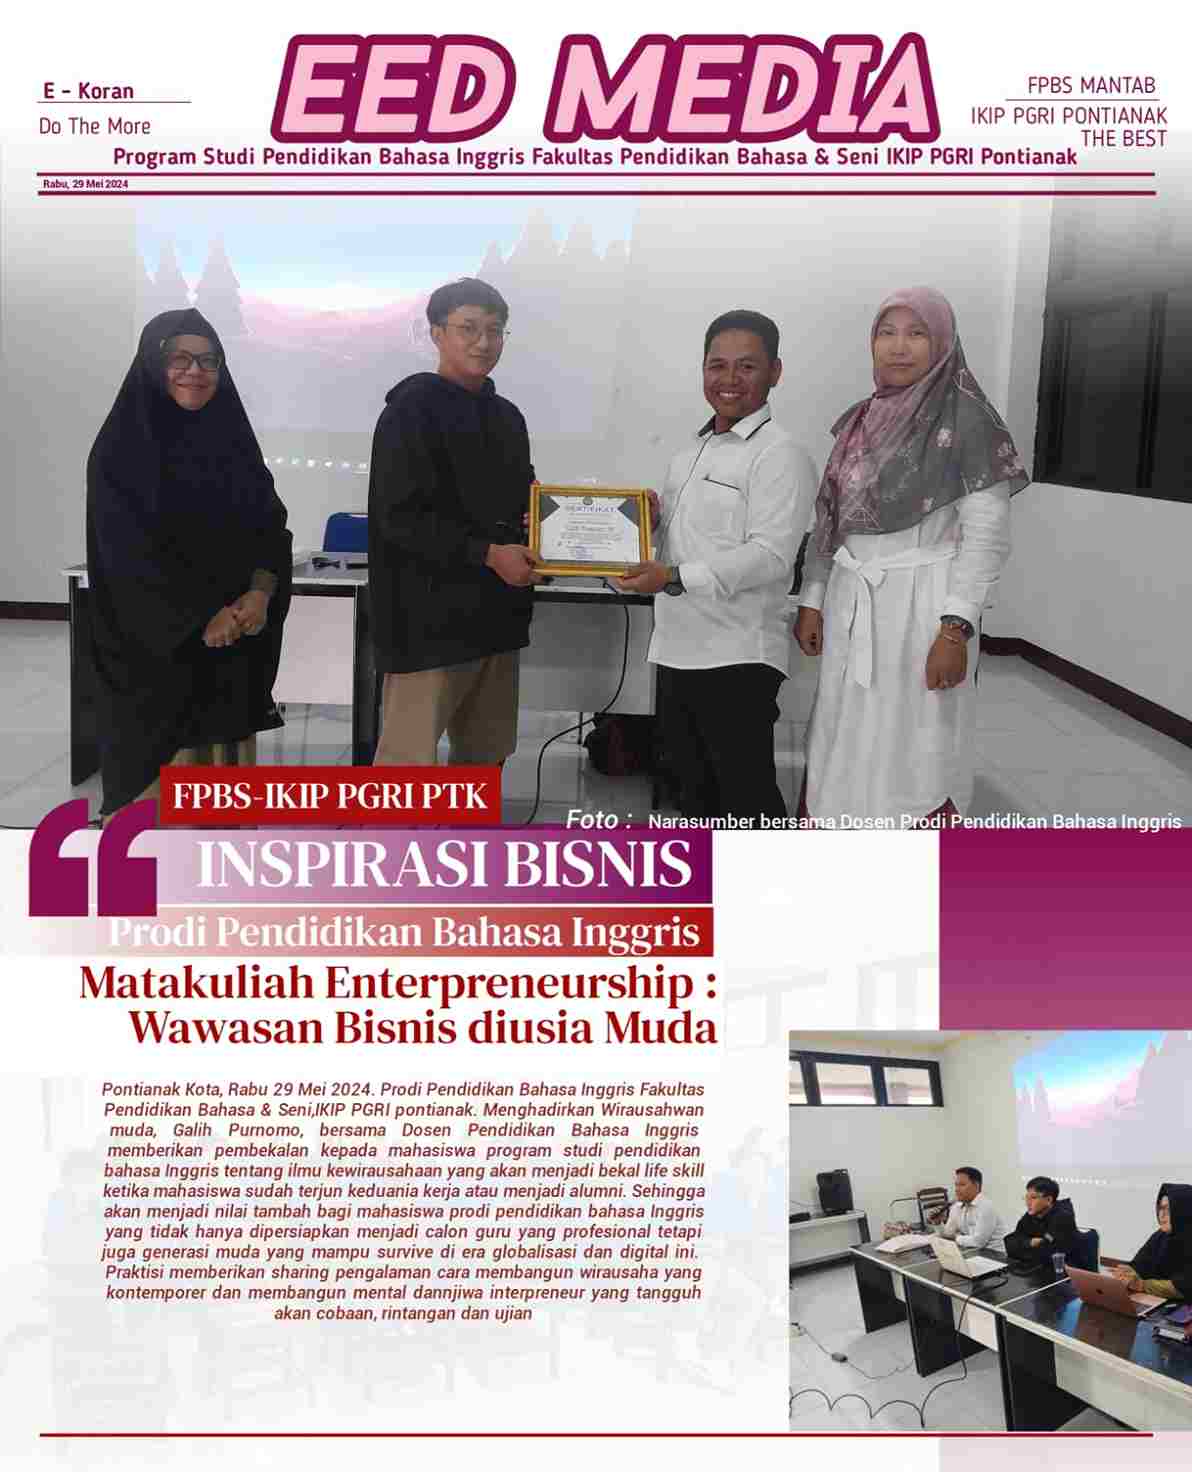 E - Koran
Do The More
EED MEDIA
FPBS MANTAB
IKIP PGRI PONTIANAK
THE BEST
Program Studi Pendidikan Bahasa Inggris Fakultas Pendidikan Bahasa & Seni IKIP PGRI Pontianak
Rabu, 29 Mei 2024
SERTIFIKAT
FPBS-IKIP PGRI PTK
Foto : Narasumber bersama Dosen Prodi Pendidikan Bahasa Inggris
INSPIRASI BISNIS
Prodi Pendidikan Bahasa Inggris
Matakuliah Enterpreneurship :
Wawasan Bisnis diusia Muda
Pontianak Kota, Rabu 29 Mei 2024. Prodi Pendidikan Bahasa Inggris Fakultas
Pendidikan Bahasa & Seni,IKIP PGRI pontianak. Menghadirkan Wirausahwan
muda, Galih Purnomo, bersama Dosen Pendidikan Bahasa Inggris
memberikan pembekalan kepada mahasiswa program studi pendidikan
bahasa Inggris tentang ilmu kewirausahaan yang akan menjadi bekal life skill
ketika mahasiswa sudah terjun keduania kerja atau menjadi alumni. Sehingga
akan menjadi nilai tambah bagi mahasiswa prodi pendidikan bahasa Inggris
yang tidak hanya dipersiapkan menjadi calon guru yang profesional tetapi
juga generasi muda yang mampu survive di era globalisasi dan digital ini.
Praktisi memberikan sharing pengalaman cara membangun wirausaha yang
kontemporer dan membangun mental dannjiwa interpreneur yang tangguh
akan cobaan, rintangan dan ujian